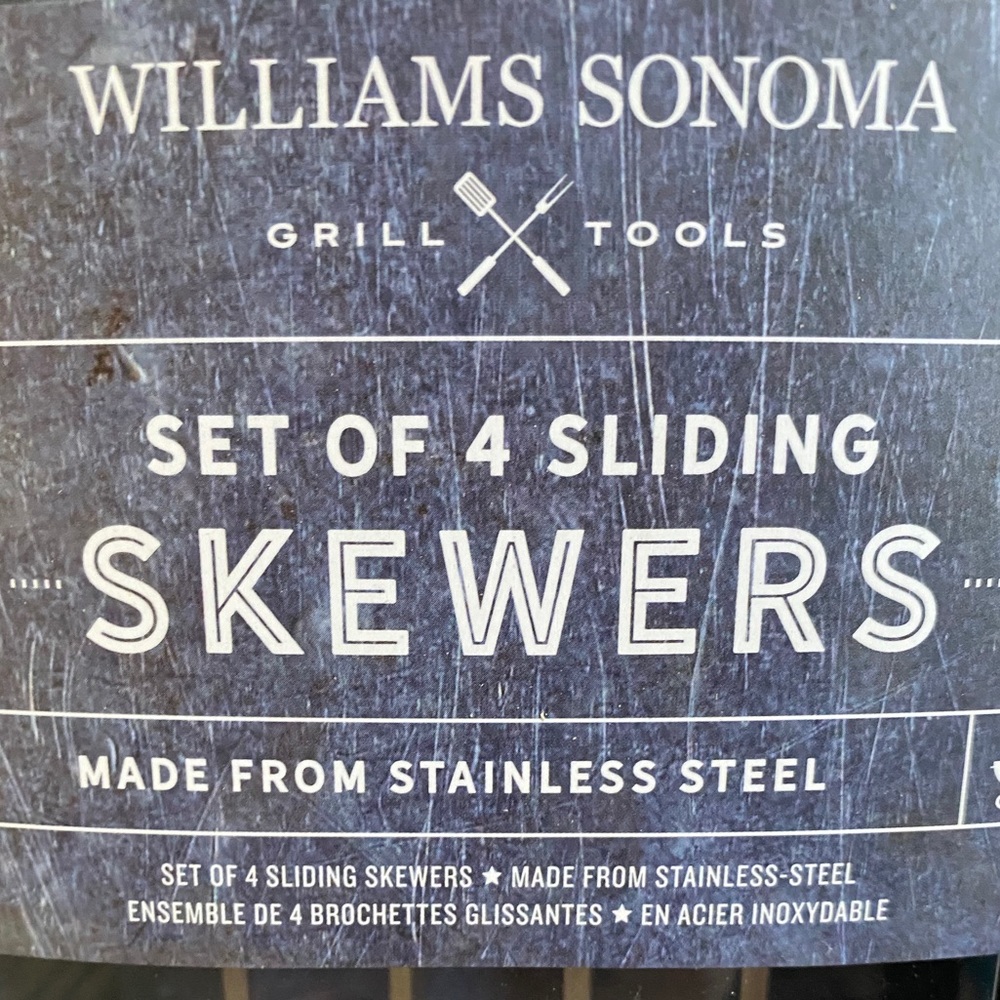 WILLIAMS SONOMA
GRILL TOOLS
SET OF 4 SLIDING
SKEWERS
MADE FROM STAINLESS STEEL
SET OF 4 SLIDING SKEWERS ★ MADE FROM STAINLESS-STEEL
ENSEMBLE DE 4 BROCHETTES GLISSANTES ★ EN ACIER INOXYDABLE